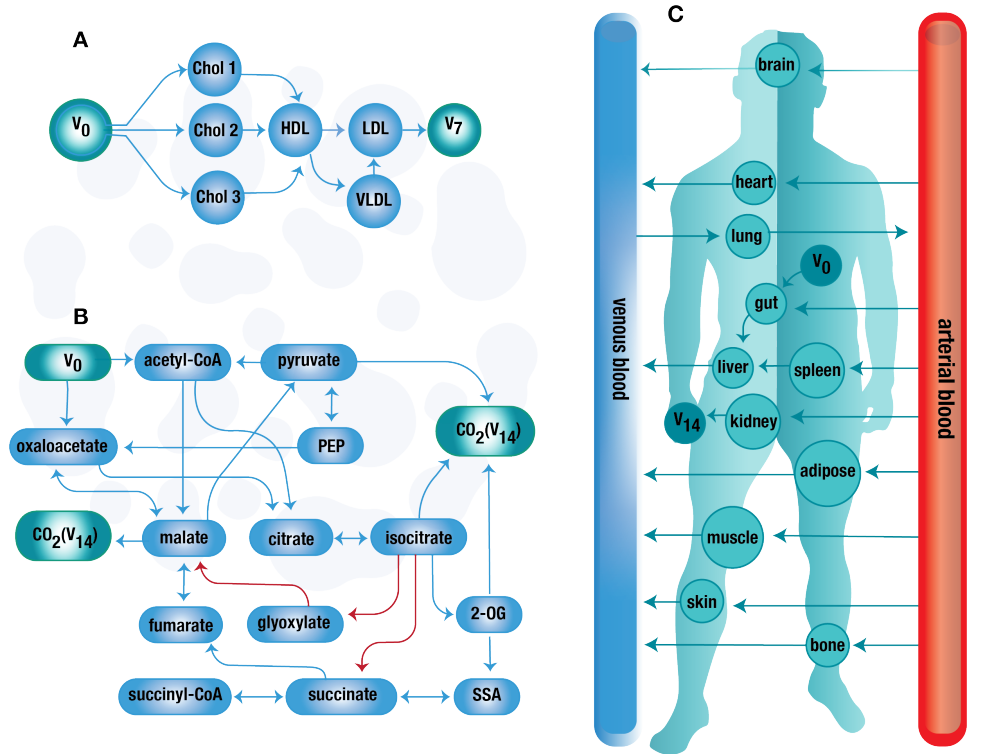 A
Chol 1
V0
Chol 2
HDL
LDL
V7
Chol 3
VLDL
B
V0
acetyl-CoA
pyruvate
oxaloacetate
PEP
CO2(V14)
CO2(V14)
malate
citrate
isocitrate
fumarate
glyoxylate
2-OG
succinyl-CoA
succinate
SSA
C
venous blood
brain
heart
lung
V0
gut
liver
spleen
V14
kidney
adipose
muscle
skin
bone
arterial blood